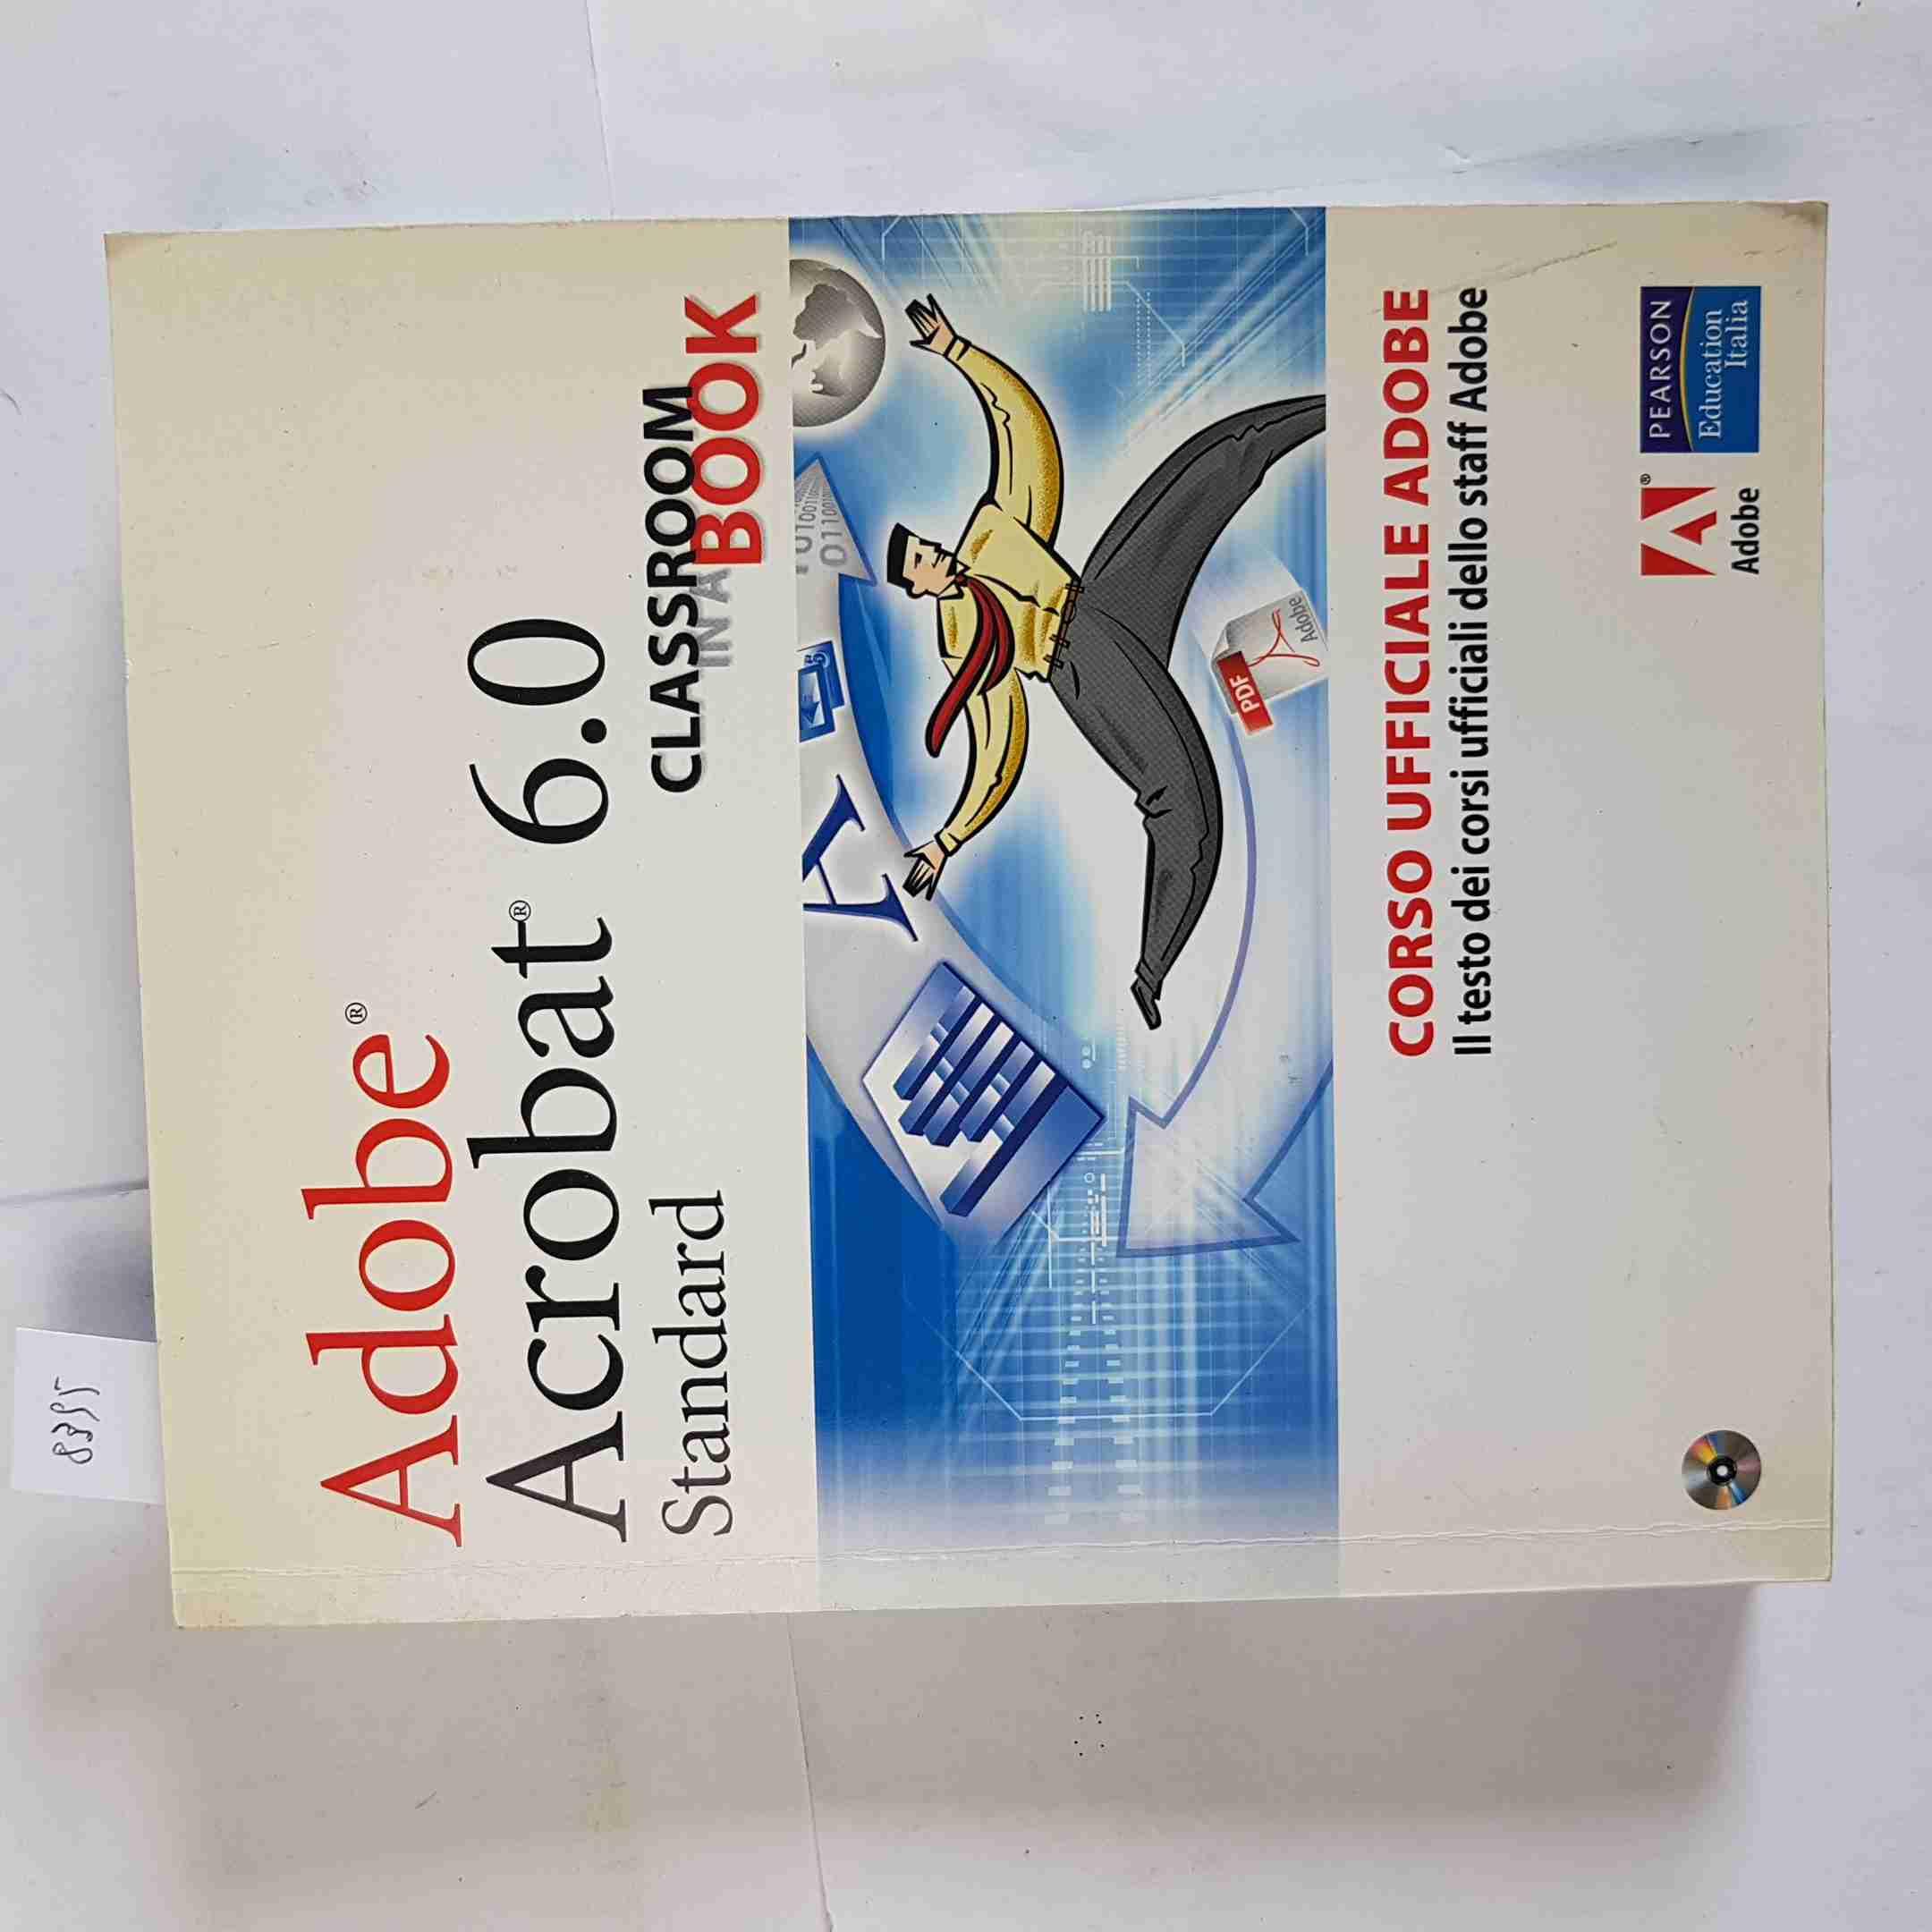 Adobe®
Acrobat® 6.0
Standard
CLASSROOM
IN A
BOOK
A
PDF
Adobe
CORSO UFFICIALE ADOBE
Il testo dei corsi ufficiali dello staff Adobe
Adobe
PEARSON
Education
Italia